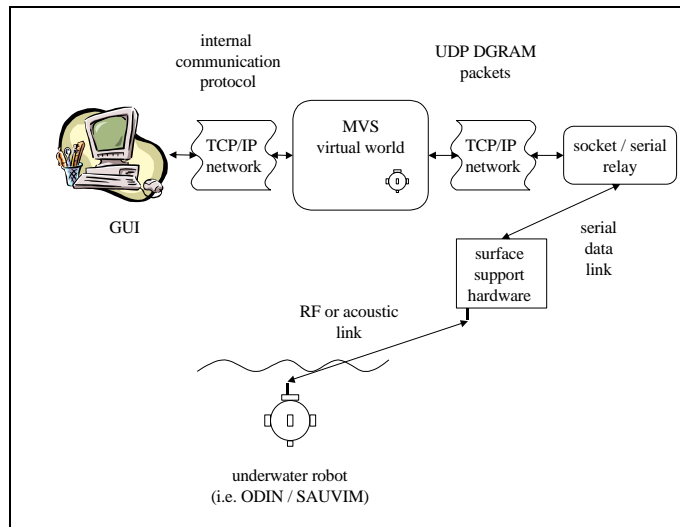 internal
communication
protocol
UDP DGRAM
packets
GUI
TCP/IP
network
MVS
virtual world
TCP/IP
network
socket / serial
relay
serial
data
link
surface
support
hardware
RF or acoustic
link
underwater robot
(i.e. ODIN / SAUVIM)